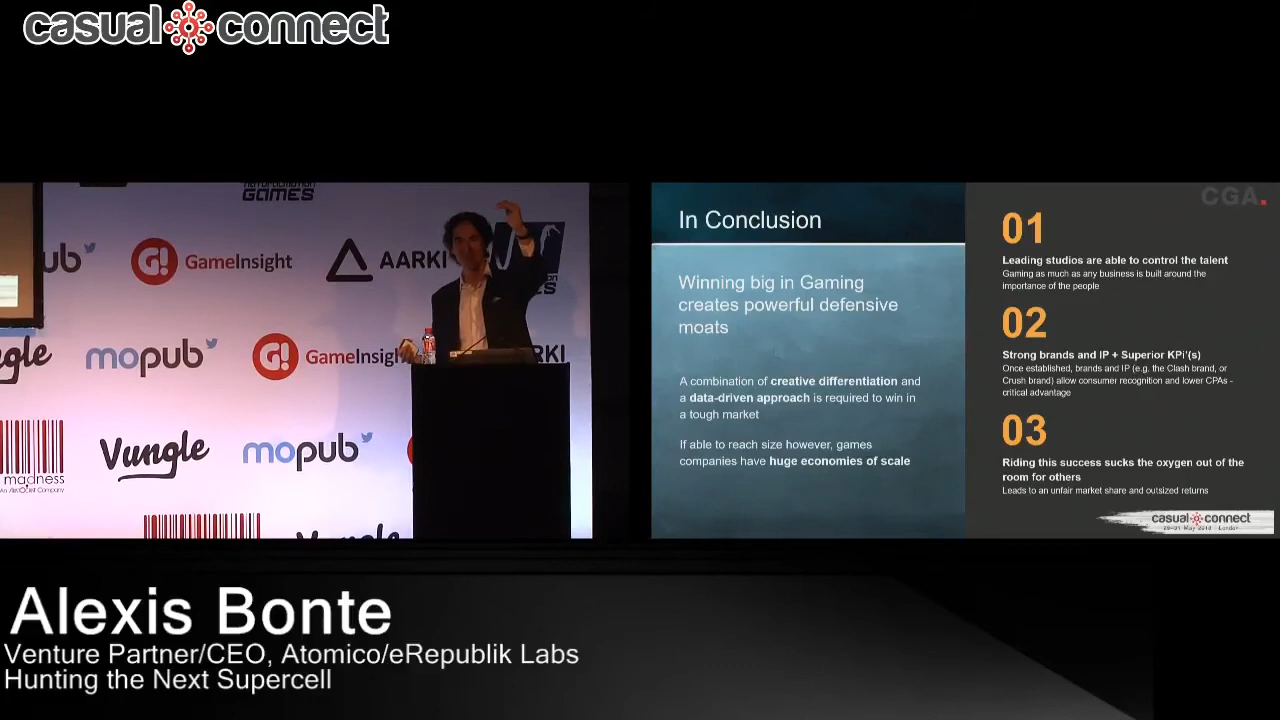 casual connect
GAMES
pub
G! GameInsight
AARKI
ngle
mopub
G! GameInsigh
ARKI
madness
Vungle
mopub
In Conclusion
Winning big in Gaming
creates powerful defensive
moats
A combination of creative differentiation and
a data-driven approach is required to win in
a tough market
If able to reach size however, games
companies have huge economies of scale
CGA.
01
Leading studios are able to control the talent
Gaming as much as any business is built around the
importance of the people
02
Strong brands and IP + Superior KPi'(s)
Once established, brands and IP (e.g. the Clash brand, or
Crush brand) allow consumer recognition and lower CPAs -
critical advantage
03
Riding this success sucks the oxygen out of the
room for others
Leads to an unfair market share and outsized returns
casual connect
Alexis Bonte
Venture Partner/CEO, Atomico/eRepublik Labs
Hunting the Next Supercell